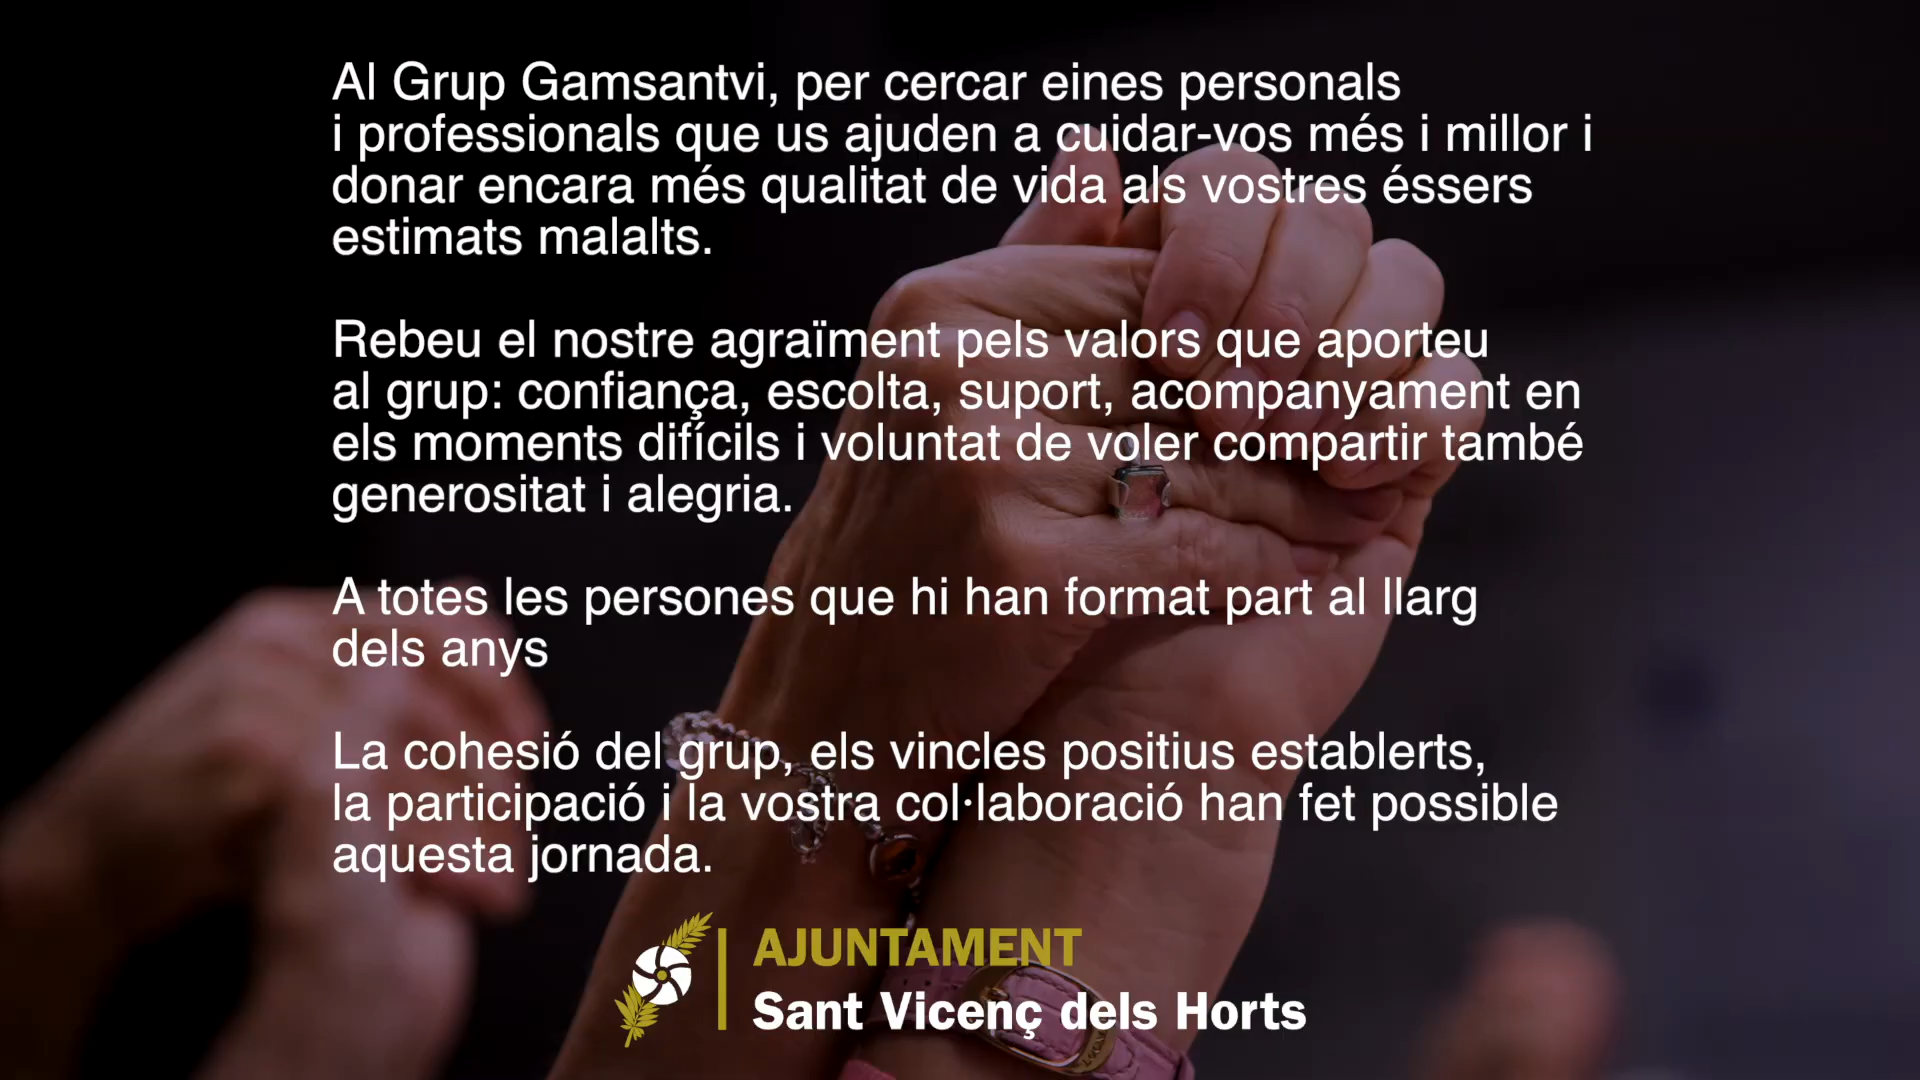 Al Grup Gamsantvi, per cercar eines personals
i professionals que us ajuden a cuidar-vos més i millor i
donar encara més qualitat de vida als vostres éssers
estimats malalts.
Rebeu el nostre agraïment pels valors que aporteu
al grup: confiança, escolta, suport, acompanyament en
els moments difícils i voluntat de voler compartir també
generositat i alegria.
A totes les persones que hi han format part al llarg
dels anys
La cohesió del grup, els vincles positius establerts,
la participació i la vostra col·laboració han fet possible
aquesta jornada.
AJUNTAMENT
Sant Vicenç dels Horts